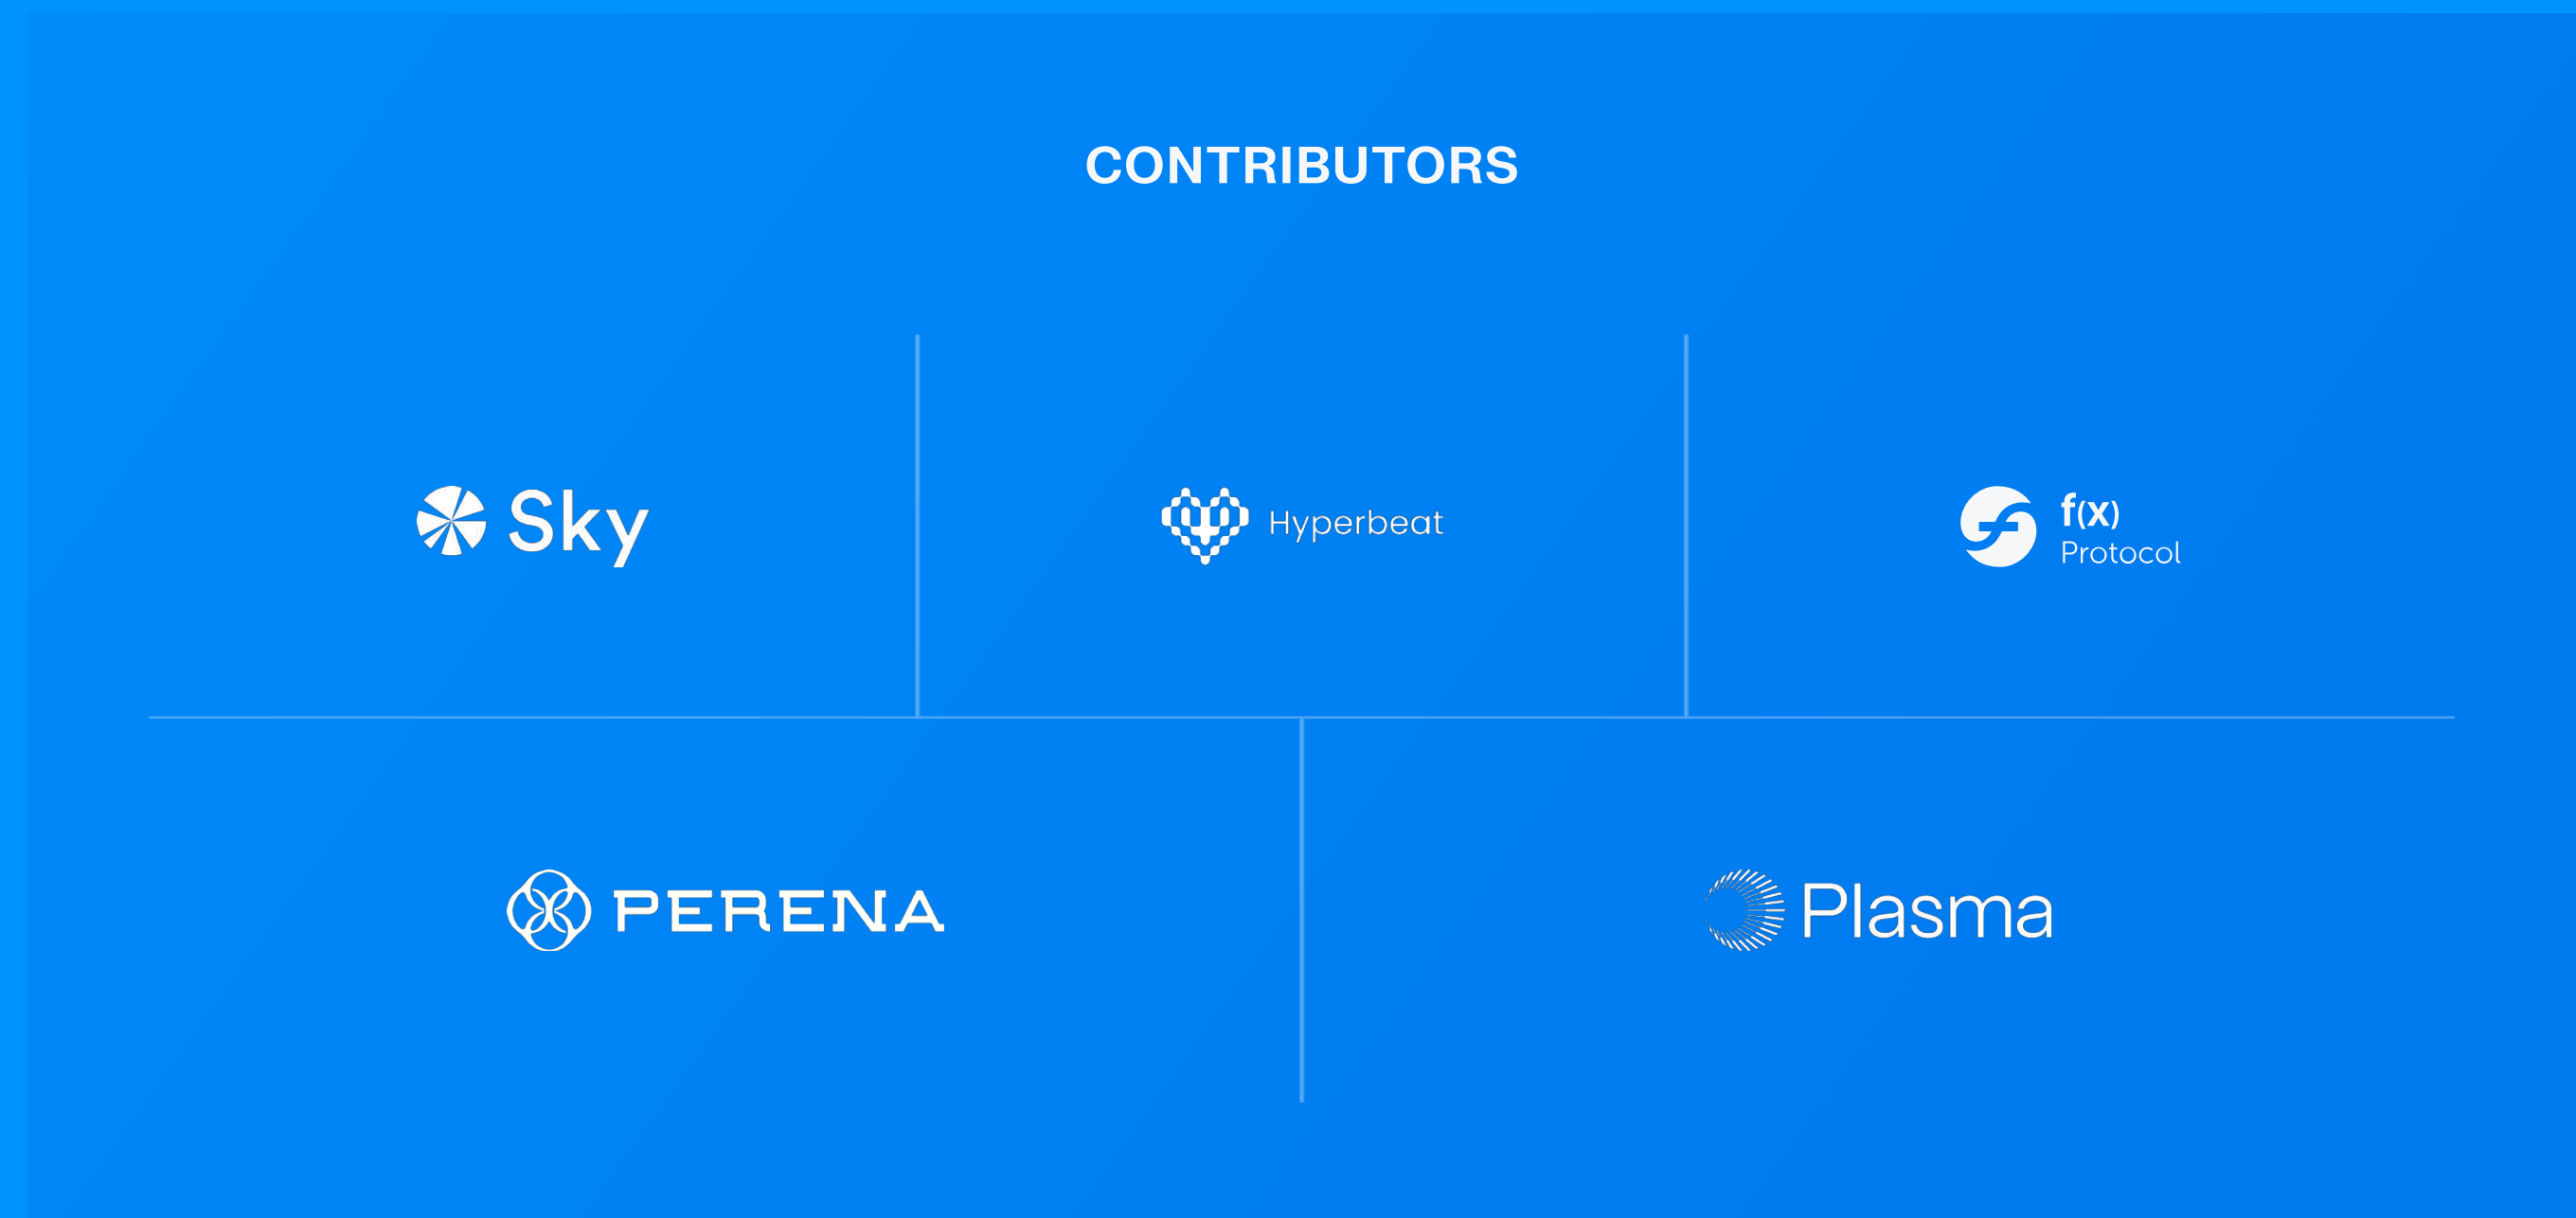 CONTRIBUTORS
Sky
Hyperbeat
f(x)
Protocol
PERENA
Plasma